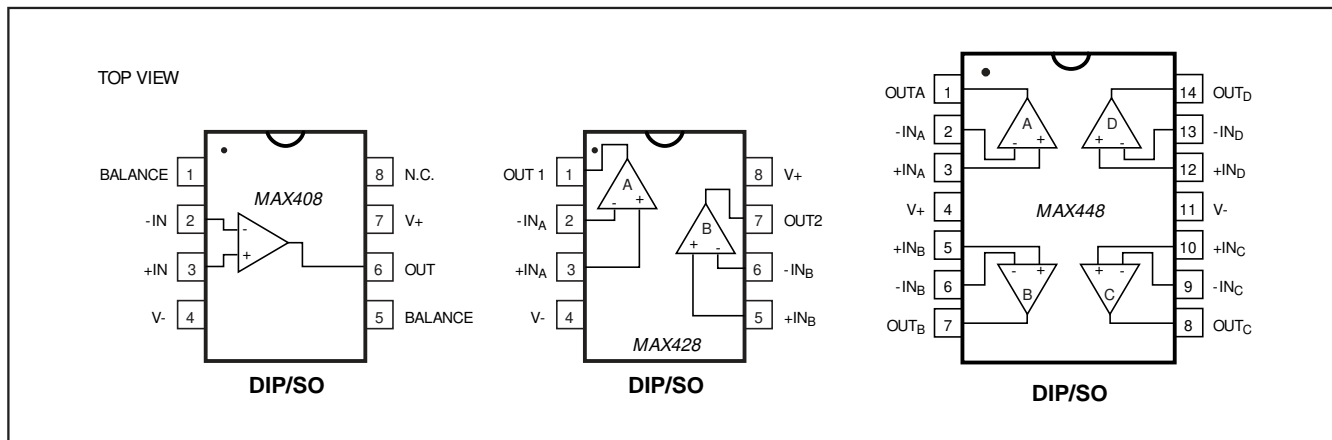 TOP VIEW
MAX408
BALANCE 1
-IN 2
+IN 3
V- 4
8 N.C.
7 V+
6 OUT
5 BALANCE
- 
+
DIP/SO
OUT 1 1
-INA 2
+INA 3
V- 4
8 V+
7 OUT2
6 -INB
5 +INB
A
- +
B
+ -
MAX428
DIP/SO
OUTA 1
-INA 2
+INA 3
V+ 4
+INB 5
-INB 6
OUTB 7
14 OUTD
13 -IND
12 +IND
11 V-
10 +INC
9 -INC
8 OUTC
A
- +
D
+ -
MAX448
- +
B
+ -
C
DIP/SO